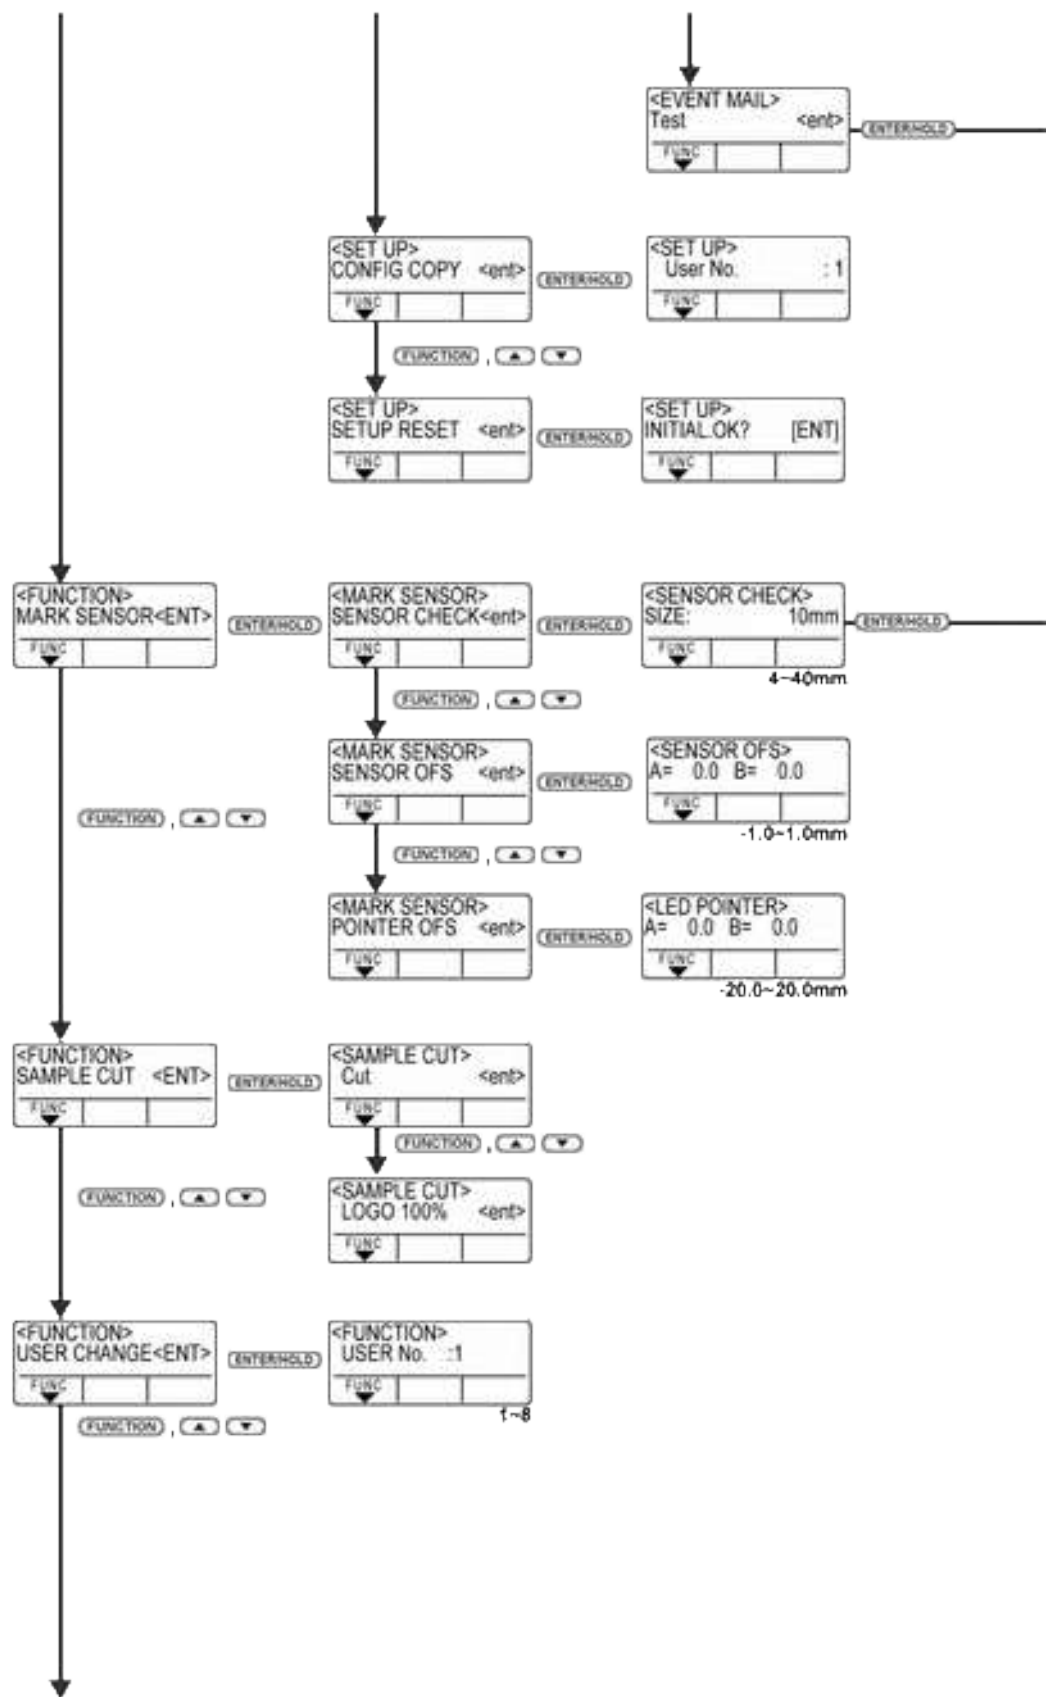 <EVENT MAIL>
Test <ent>
FUNC
ENTER/HOLD
<SET UP>
CONFIG COPY <ent>
FUNC
ENTER/HOLD
<SET UP>
User No. : 1
FUNC
FUNCTION , ▲ ▼
<SET UP>
SETUP RESET <ent>
FUNC
ENTER/HOLD
<SET UP>
INITIAL.OK? [ENT]
FUNC
<FUNCTION>
MARK SENSOR<ENT>
FUNC
ENTER/HOLD
<MARK SENSOR>
SENSOR CHECK<ent>
FUNC
ENTER/HOLD
<SENSOR CHECK>
SIZE: 10mm
FUNC
ENTER/HOLD
4~40mm
FUNCTION , ▲ ▼
<MARK SENSOR>
SENSOR OFS <ent>
FUNC
ENTER/HOLD
<SENSOR OFS>
A= 0.0 B= 0.0
FUNC
-1.0~1.0mm
FUNCTION , ▲ ▼
FUNCTION , ▲ ▼
<MARK SENSOR>
POINTER OFS <ent>
FUNC
ENTER/HOLD
<LED POINTER>
A= 0.0 B= 0.0
FUNC
-20.0~20.0mm
<FUNCTION>
SAMPLE CUT <ENT>
FUNC
ENTER/HOLD
<SAMPLE CUT>
Cut <ent>
FUNC
FUNCTION , ▲ ▼
FUNCTION , ▲ ▼
<SAMPLE CUT>
LOGO 100% <ent>
FUNC
<FUNCTION>
USER CHANGE<ENT>
FUNC
ENTER/HOLD
<FUNCTION>
USER No. :1
FUNC
1~8
FUNCTION , ▲ ▼